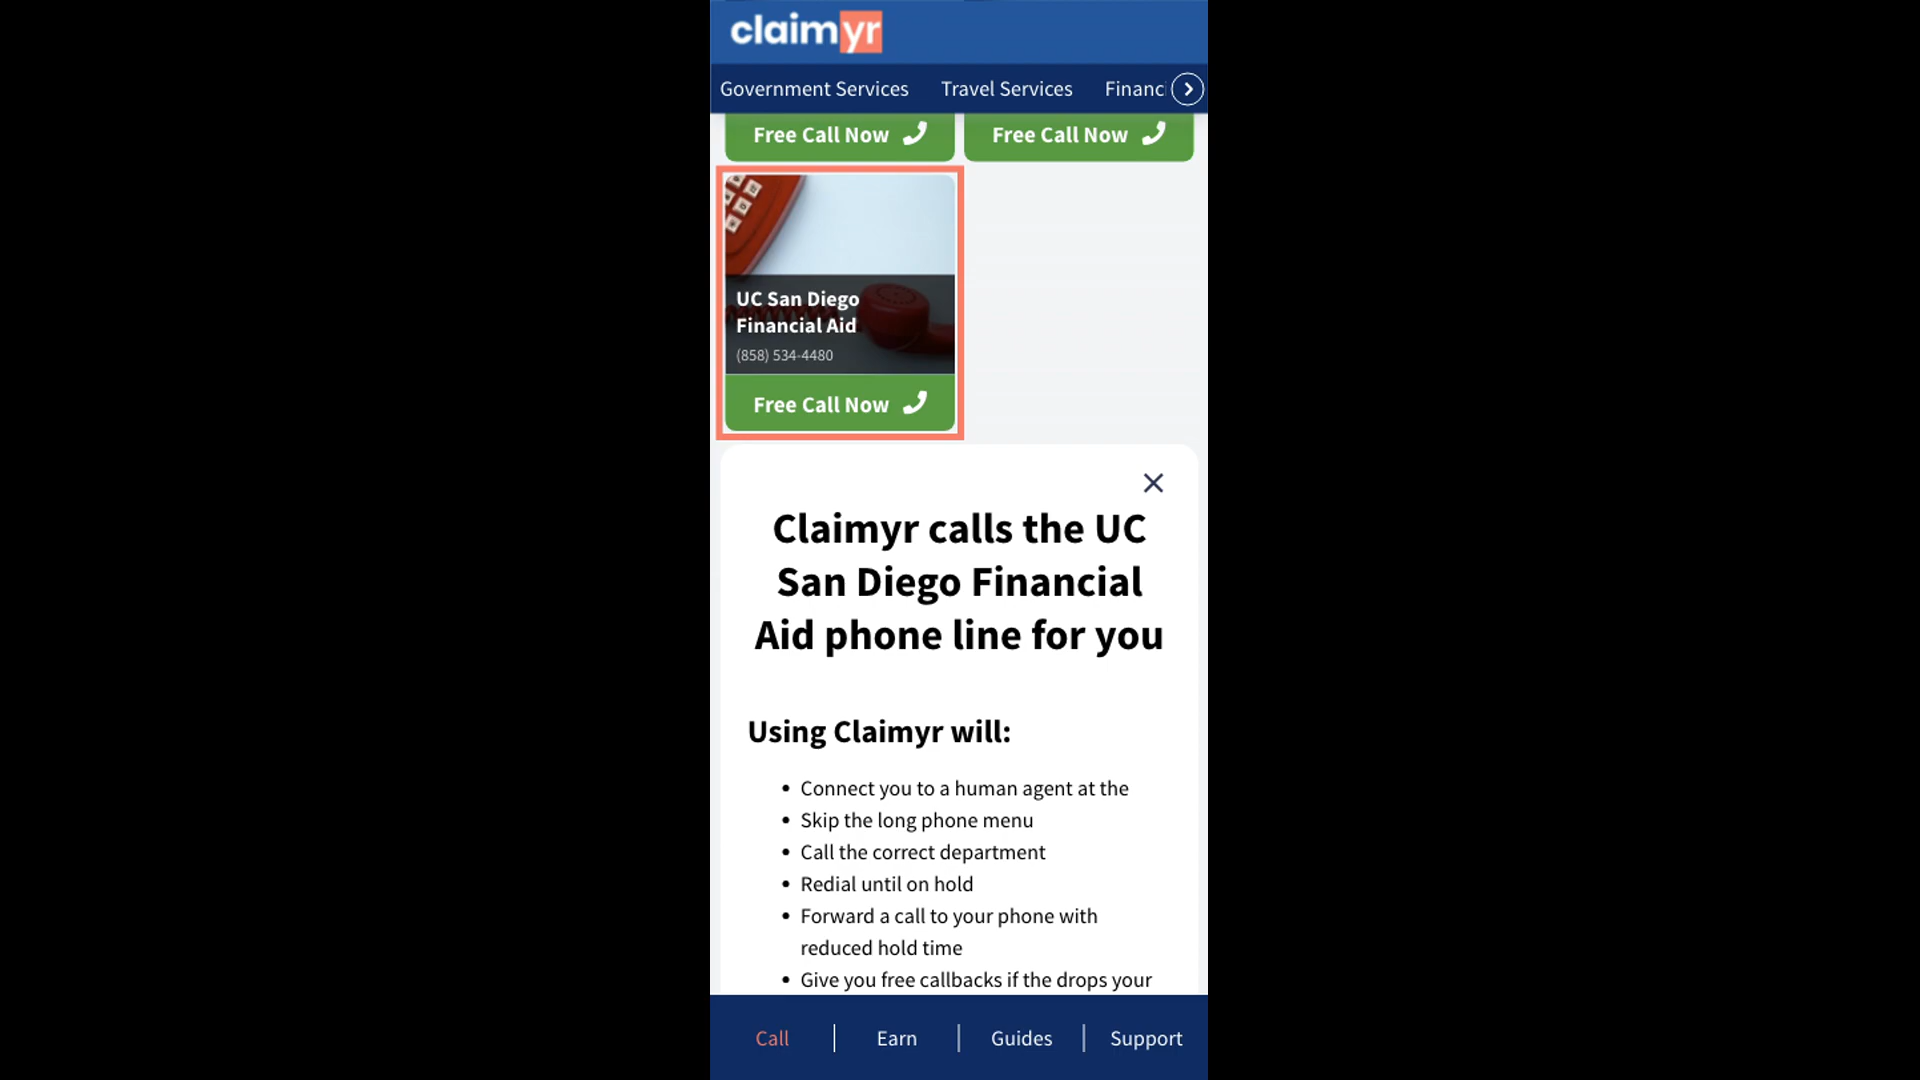 claimyr
Government Services Travel Services Financ
Free Call Now Free Call Now
UC San Diego
Financial Aid
(858) 534-4480
Free Call Now
Claimyr calls the UC
San Diego Financial
Aid phone line for you
Using Claimyr will:
• Connect you to a human agent at the
• Skip the long phone menu
• Call the correct department
• Redial until on hold
• Forward a call to your phone with
reduced hold time
• Give you free callbacks if the drops your
Call | Earn | Guides | Support